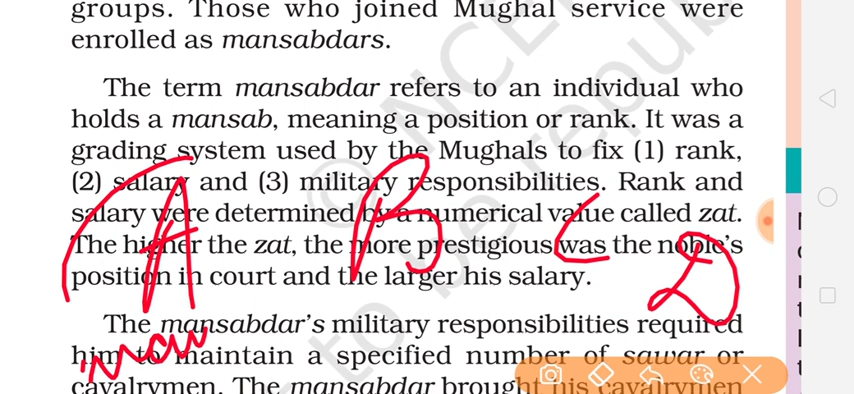 groups. Those who joined Mughal service were
enrolled as mansabdars.
The term mansabdar refers to an individual who
holds a mansab, meaning a position or rank. It was a
grading system used by the Mughals to fix (1) rank,
(2) salary and (3) military responsibilities. Rank and
salary were determined by a numerical value called zat.
The higher the zat, the more prestigious was the noble's
position in court and the larger his salary.
A B C D
The mansabdar's military responsibilities required
him to maintain a specified number of sawar or
cavalrymen. The mansabdar brought his cavalrymen